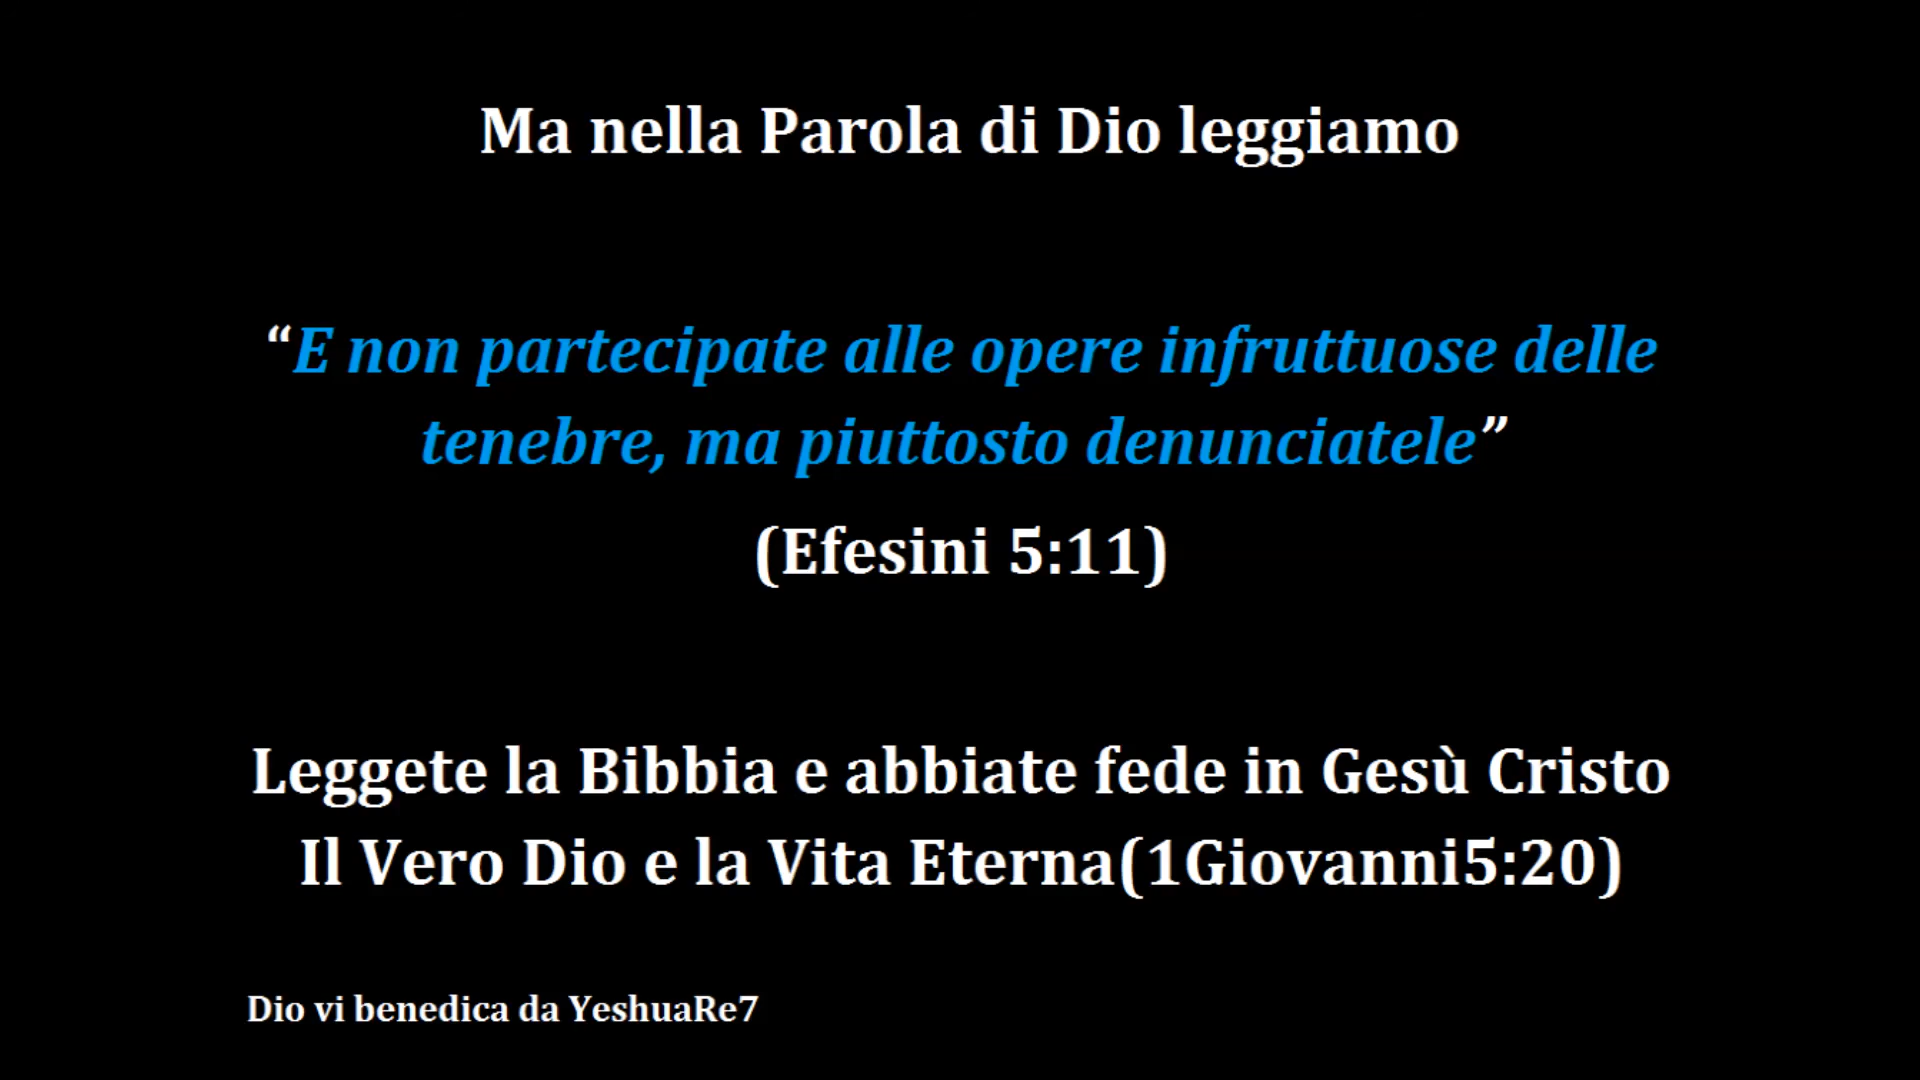 Ma nella Parola di Dio leggiamo
“E non partecipate alle opere infruttuose delle
tenebre, ma piuttosto denunciatele”
(Efesini 5:11)
Leggete la Bibbia e abbiate fede in Gesù Cristo
Il Vero Dio e la Vita Eterna(1Giovanni5:20)
Dio vi benedica da YeshuaRe7